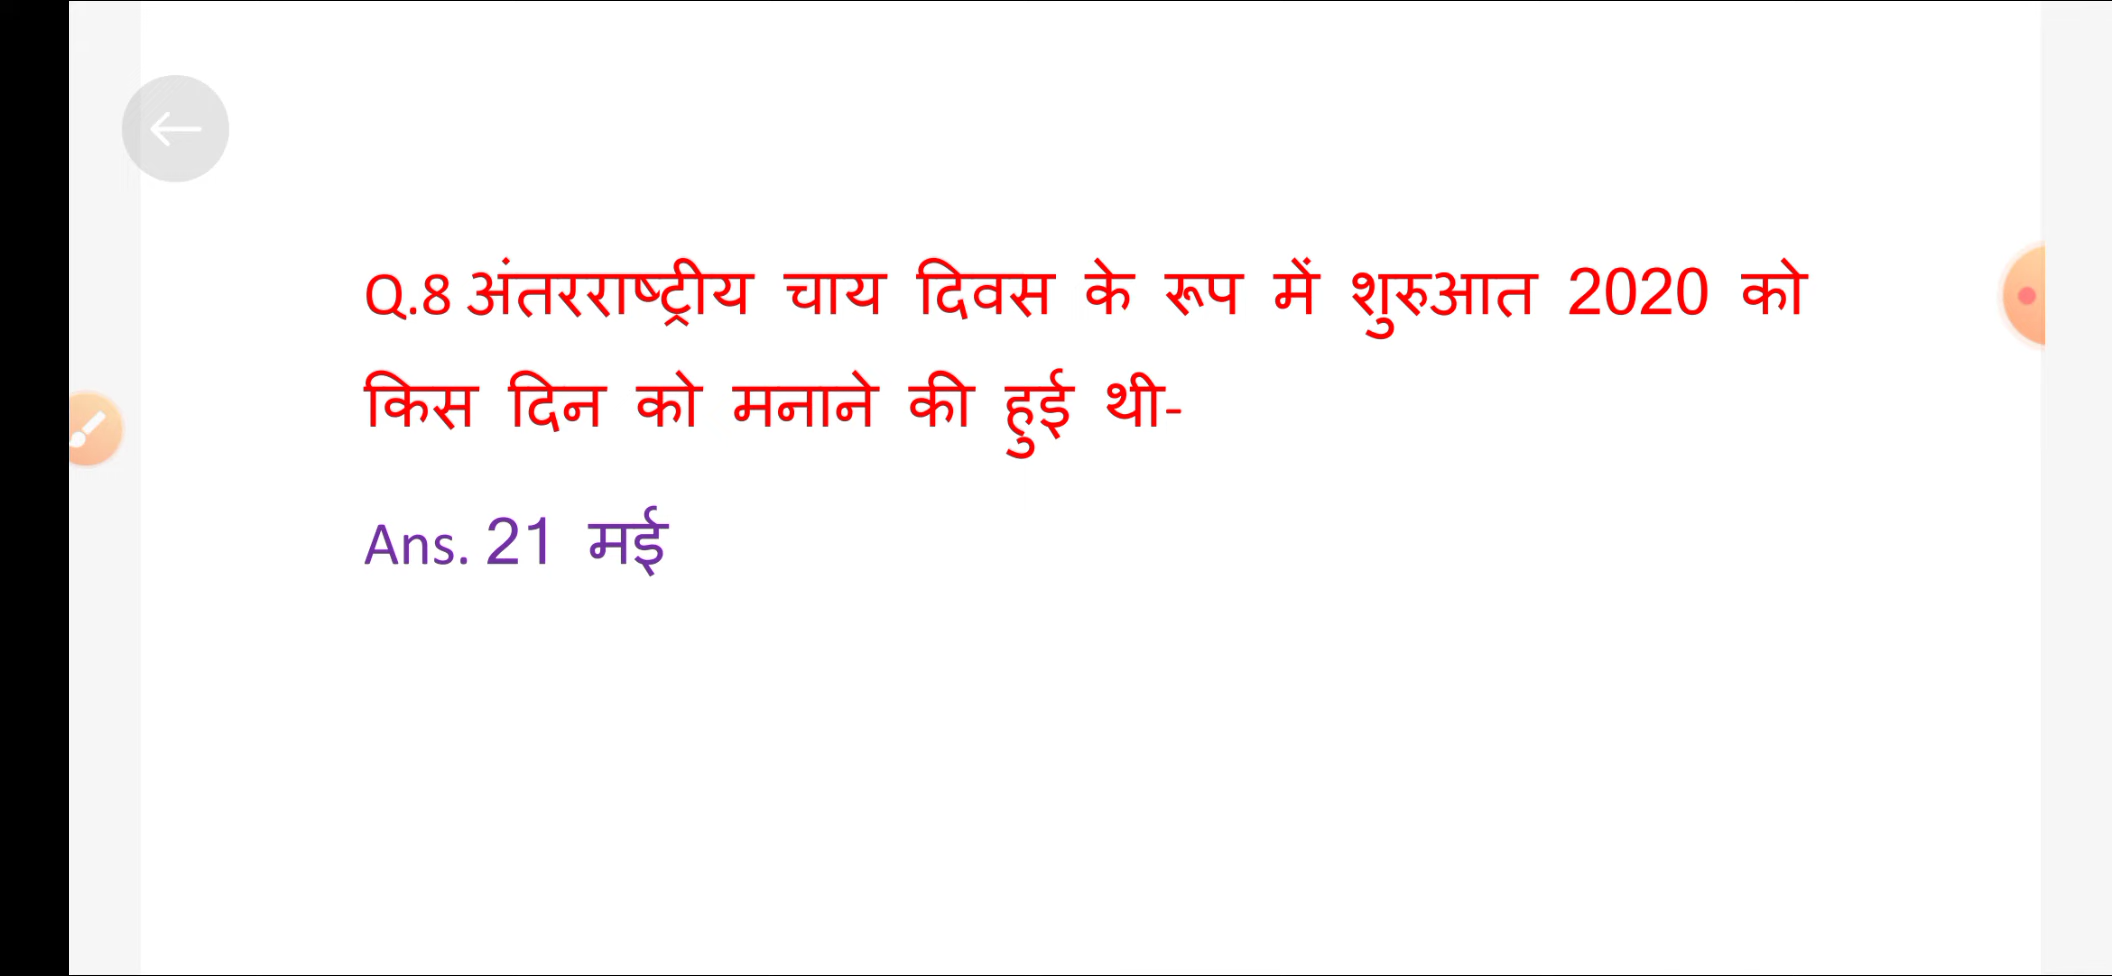 Q.8 अंतरराष्ट्रीय चाय दिवस के रूप में शुरुआत 2020 को
किस दिन को मनाने की हुई थी-
Ans. 21 मई